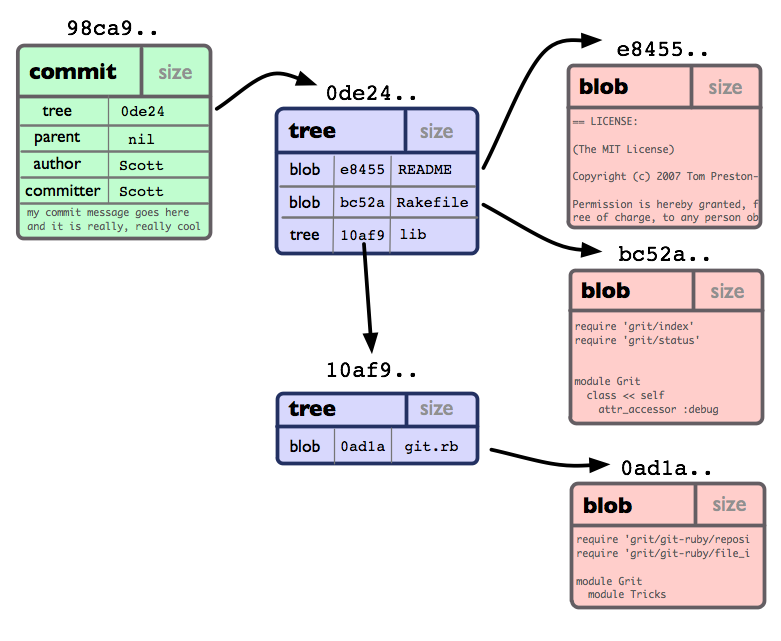 98ca9..
commit size
tree 0de24
parent nil
author Scott
committer Scott
my commit message goes here
and it is really, really cool
0de24..
tree size
blob e8455 README
blob bc52a Rakefile
tree 10af9 lib
10af9..
tree size
blob 0ad1a git.rb
e8455..
blob size
== LICENSE:
(The MIT License)
Copyright (c) 2007 Tom Preston-
Permission is hereby granted, f
ree of charge, to any person ob
bc52a..
blob size
require 'grit/index'
require 'grit/status'
module Grit
class << self
attr_accessor :debug
0ad1a..
blob size
require 'grit/git-ruby/reposi
require 'grit/git-ruby/file_i
module Grit
module Tricks